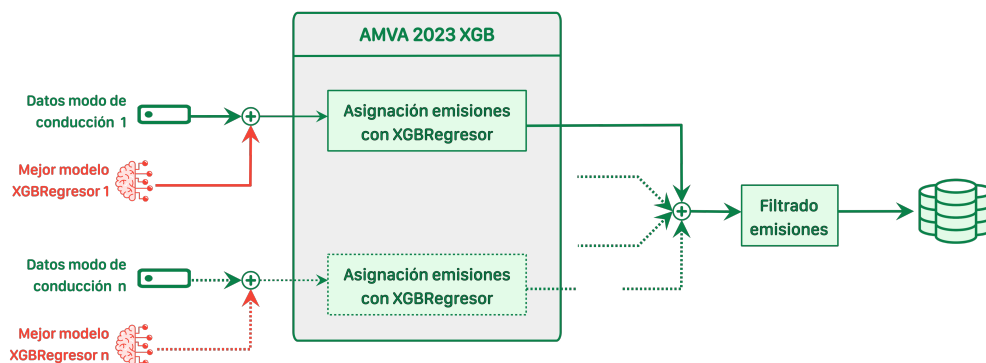 AMVA 2023 XGB
Datos modo de
conducción 1
Asignación emisiones
con XGBRegresor
Mejor modelo
XGBRegresor 1
Filtrado
emisiones
Datos modo de
conducción n
Asignación emisiones
con XGBRegresor
Mejor modelo
XGBRegresor n